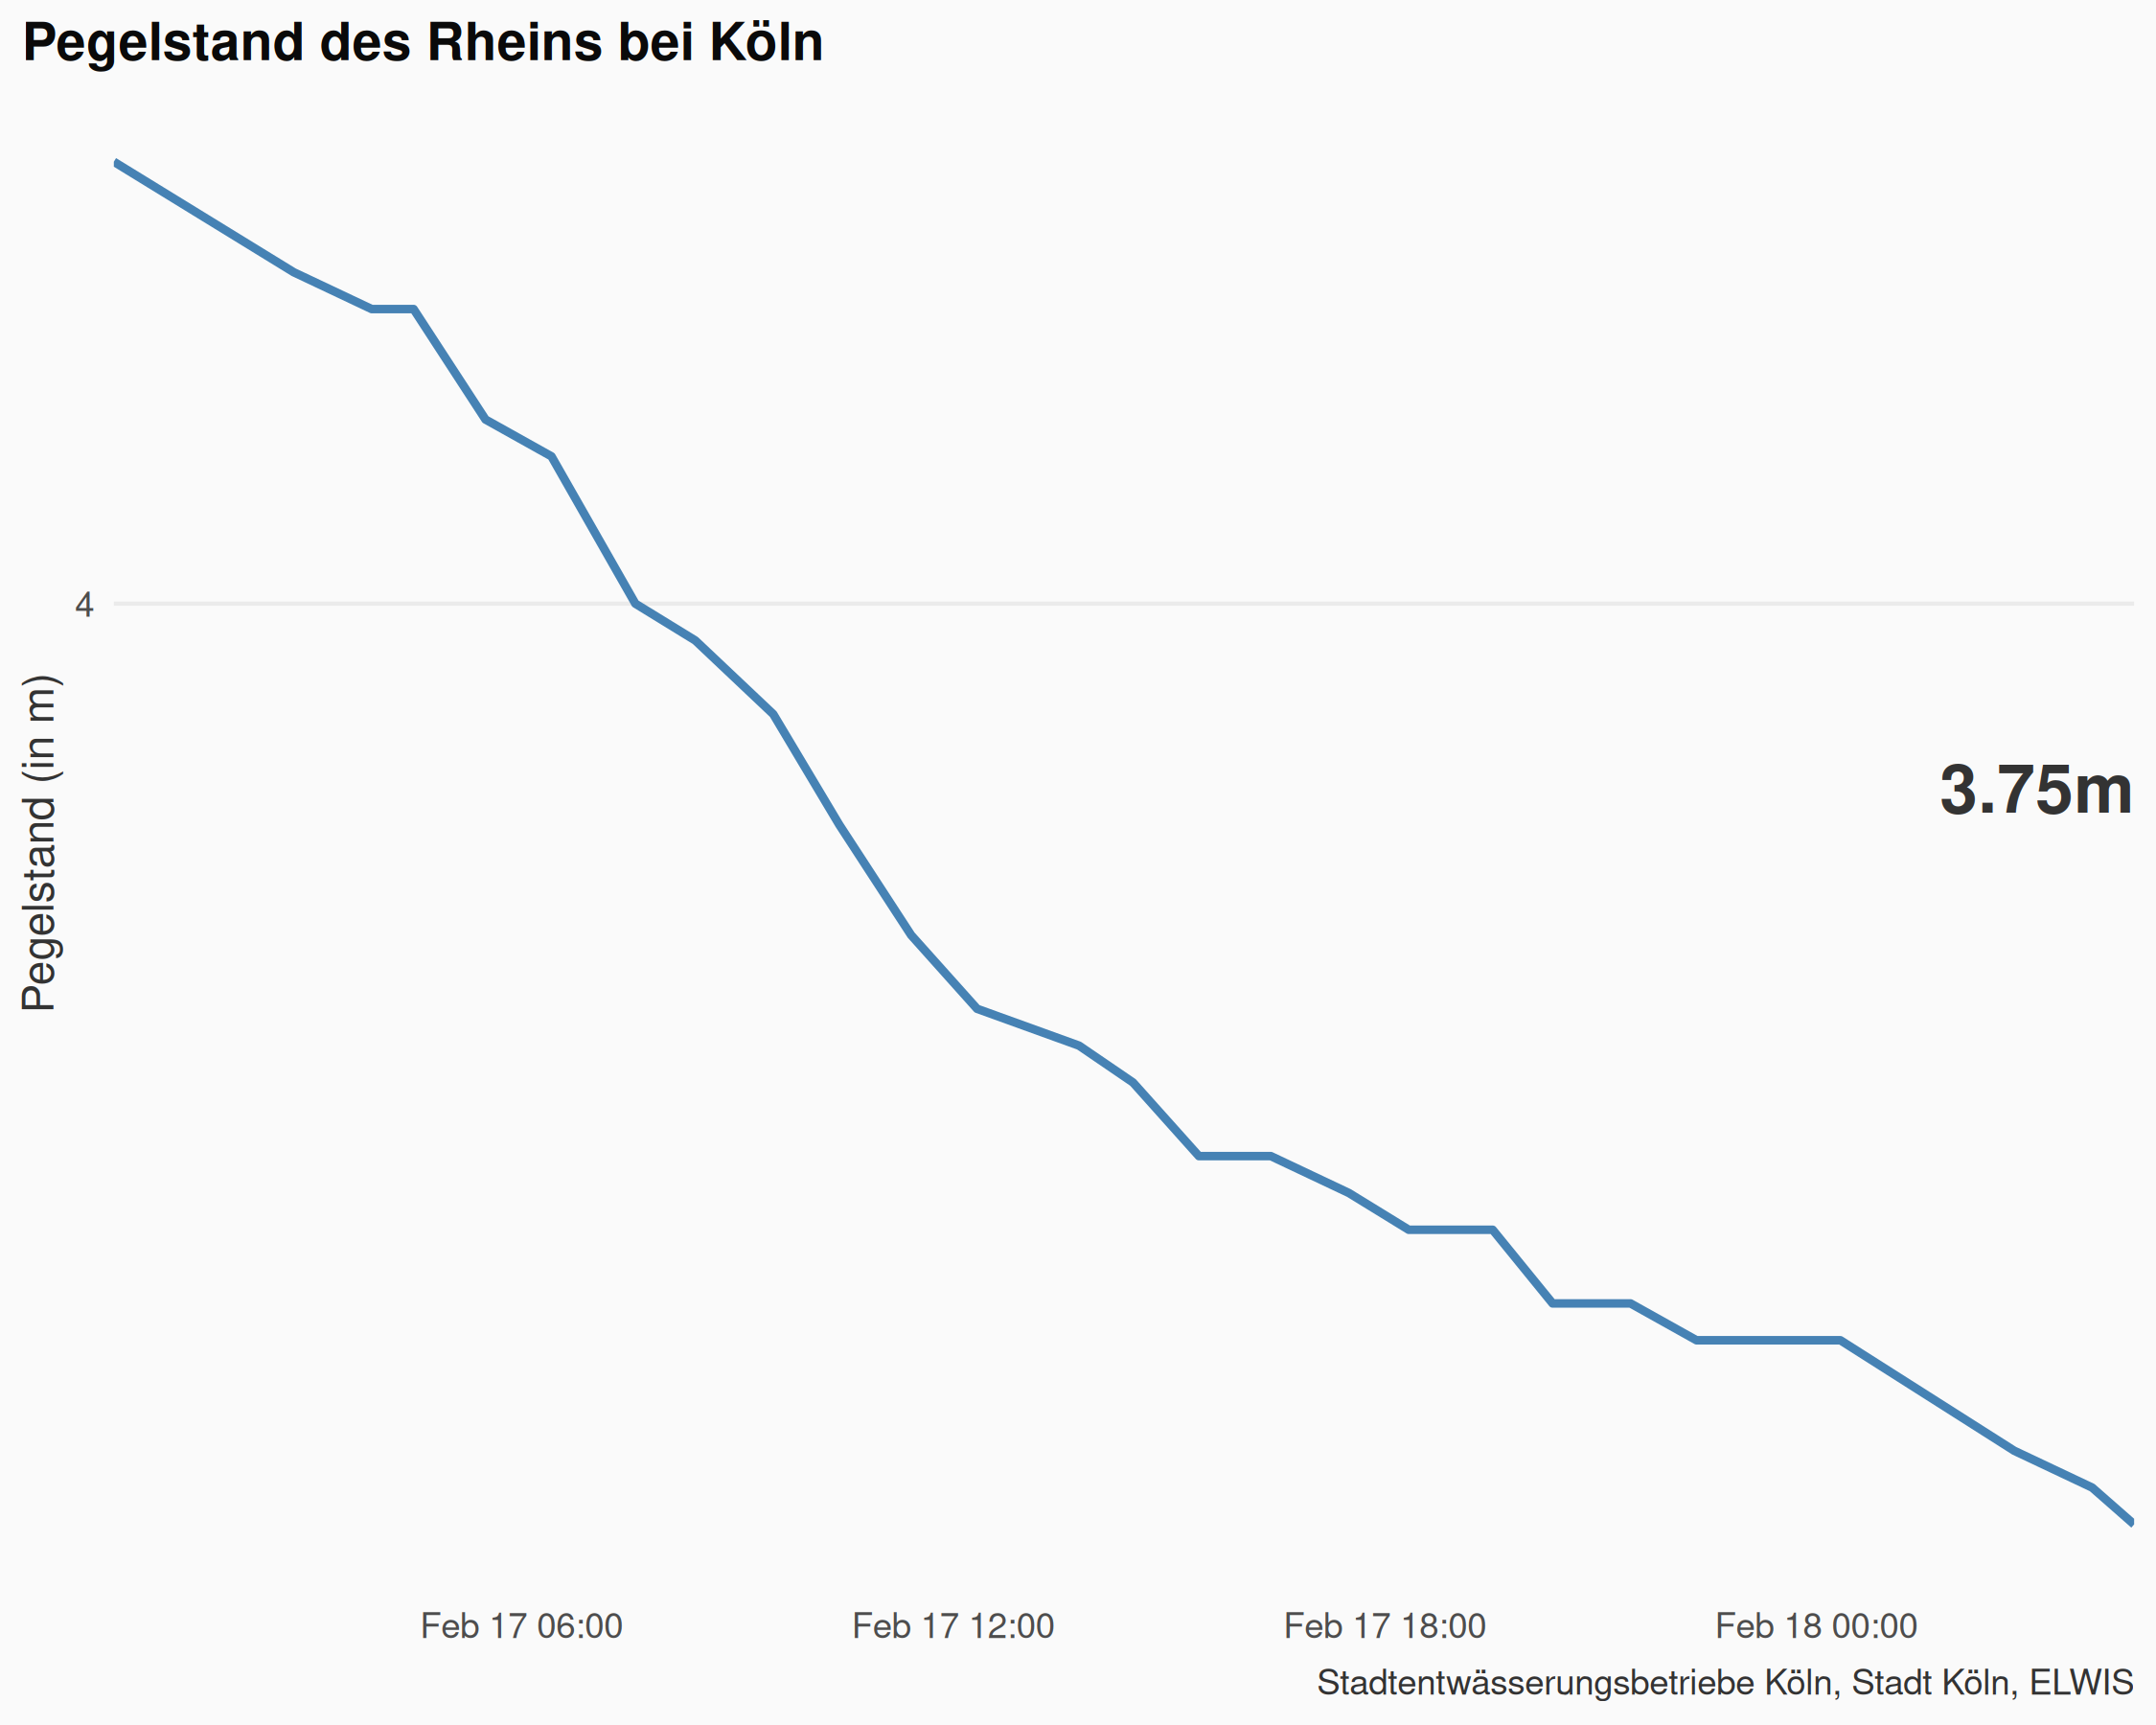 Pegelstand des Rheins bei Köln
4
Pegelstand (in m)
3.75m
Feb 17 06:00
Feb 17 12:00
Feb 17 18:00
Feb 18 00:00
Stadtentwässerungsbetriebe Köln, Stadt Köln, ELWIS